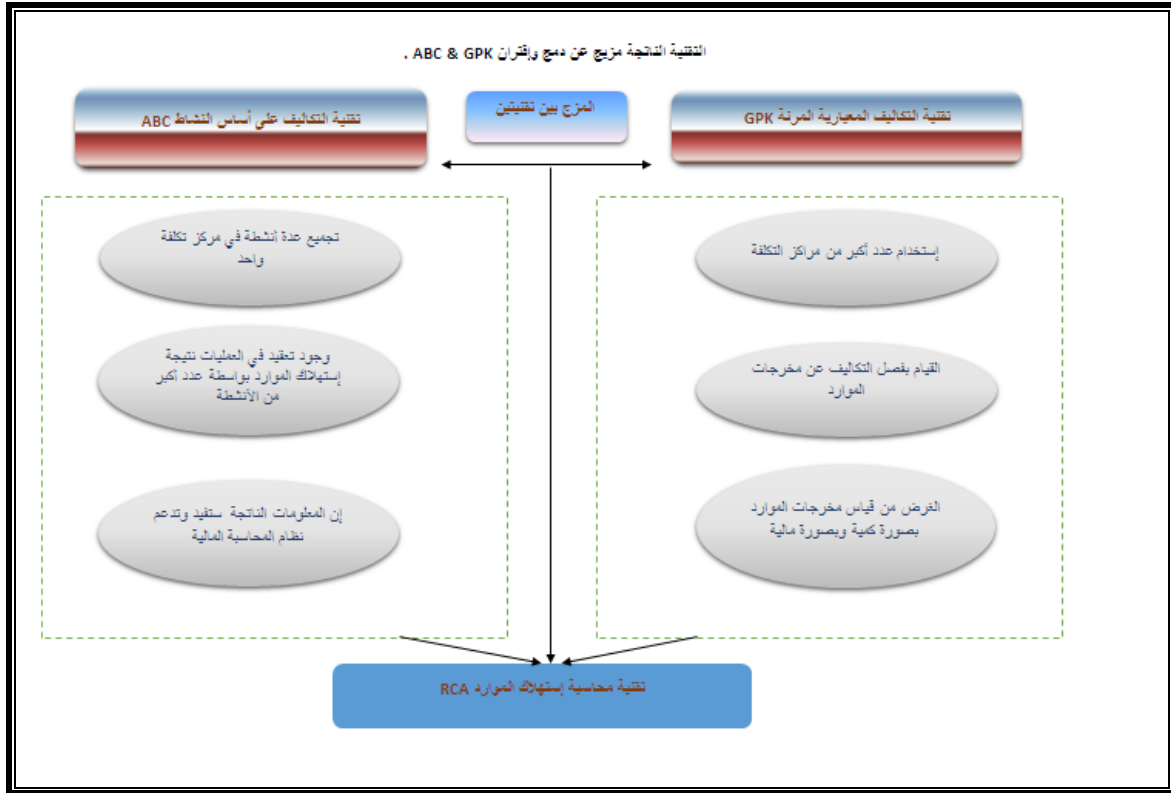 التقنية الناتجة مزيج عن دمج وإقتران ABC & GPK .
تقنية التكاليف المعيارية المرنة GPK
المزج بين تقنيتين
تقنية التكاليف على أساس النشاط ABC
إستخدام عدد أكبر من مراكز التكلفة
القيام بفصل التكاليف عن مخرجات
الموارد
الغرض من قياس مخرجات الموارد
بصورة كمية وبصورة مالية
تجميع عدة أنشطة في مركز تكلفة
واحد
وجود تعقيد في العمليات نتيجة
إستهلاك الموارد بواسطة عدد أكبر
من الأنشطة
إن المعلومات الناتجة ستفيد وتدعم
نظام المحاسبة المالية
تقنية محاسبة إستهلاك الموارد RCA